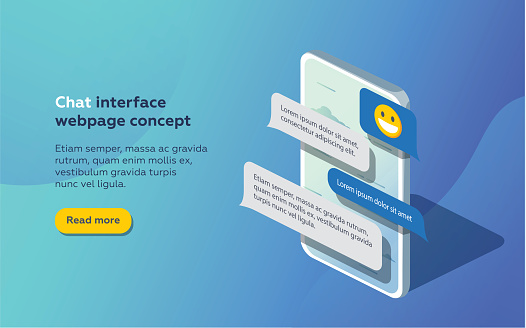 Chat interface
webpage concept
Etiam semper, massa ac gravida
rutrum, quam enim mollis ex,
vestibulum gravida turpis
nunc vel ligula.
Read more
Lorem ipsum dolor sit amet,
consectetur adipiscing elit.
Lorem ipsum dolor sit amet
Etiam semper, massa ac gravida rutrum,
quam enim mollis ex, vestibulum gravida
turpis nunc vel ligula.